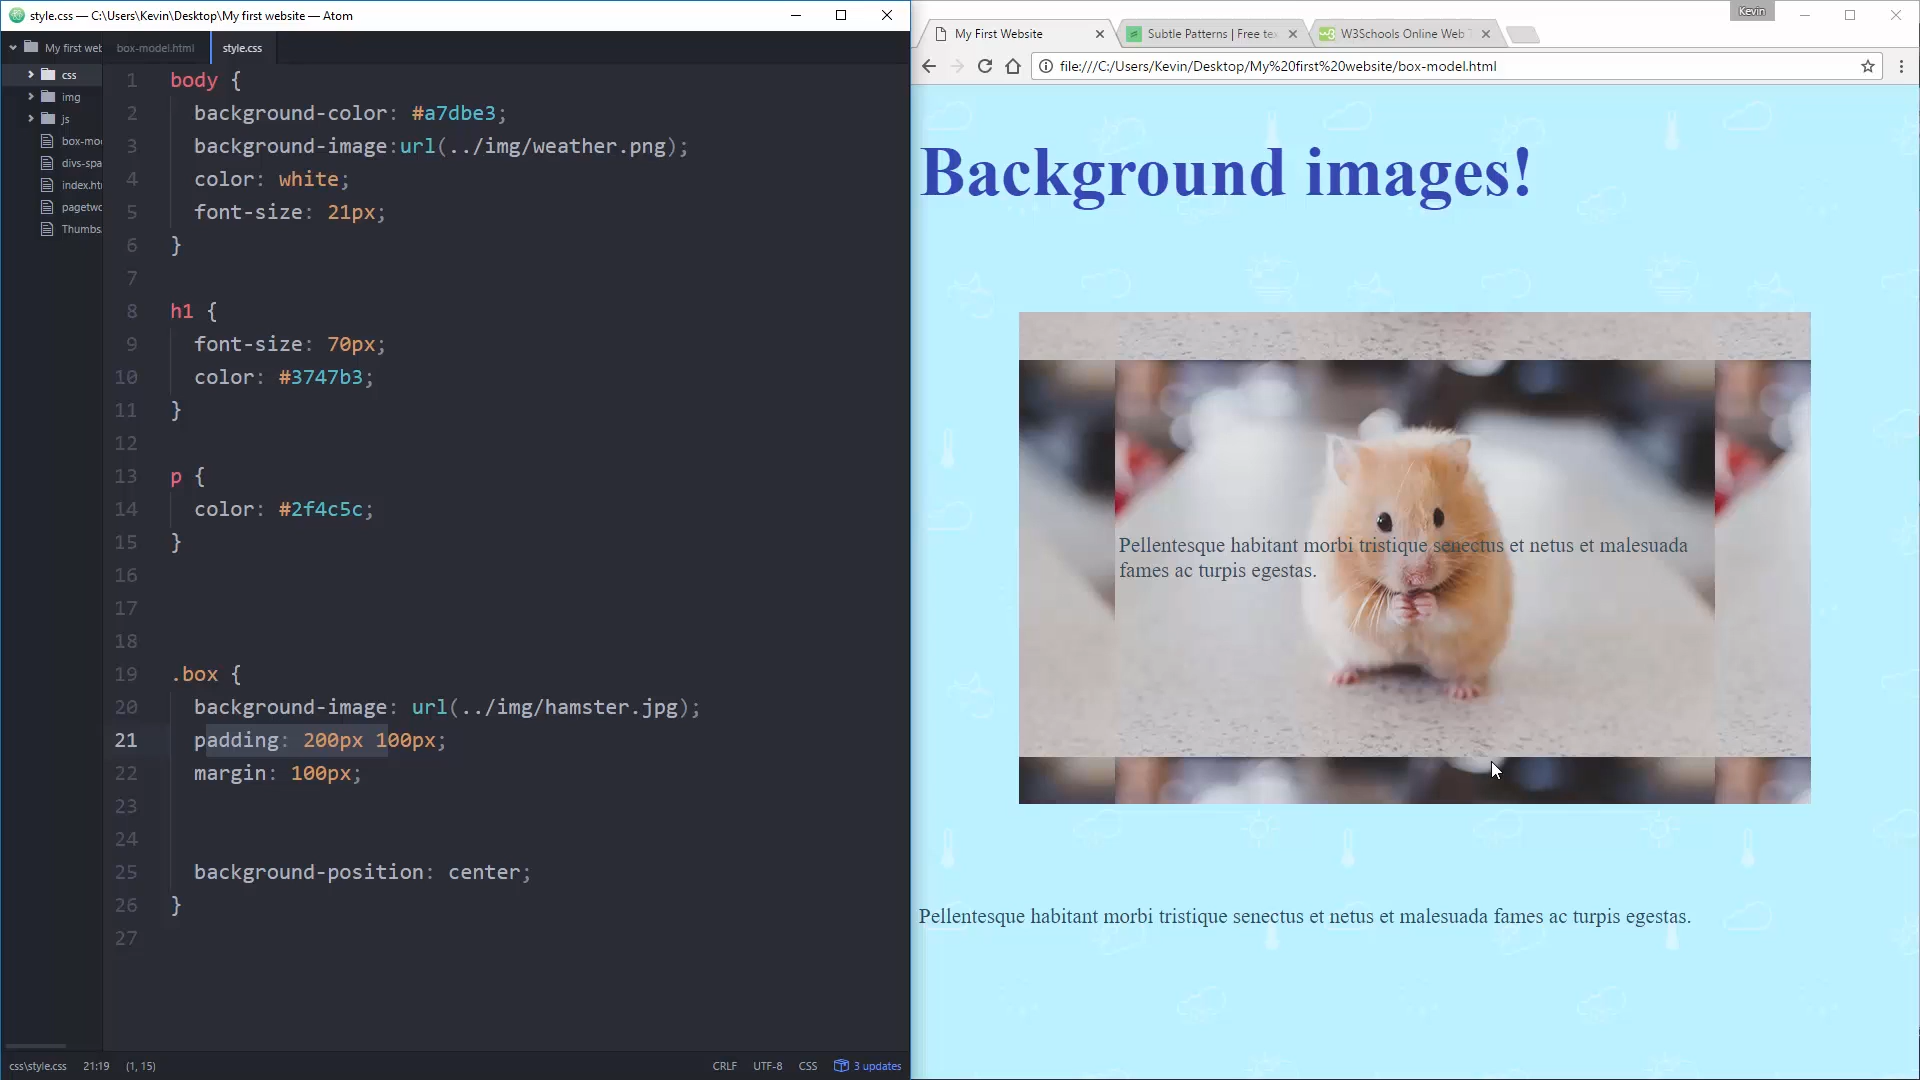 style.css — C:\Users\Kevin\Desktop\My first website — Atom
My first web
box-model.html
style.css
css
img
js
box-mo
divs-spa
index.ht
pagetwo
Thumbs.
1 body {
2 background-color: #a7dbe3;
3 background-image:url(../img/weather.png);
4 color: white;
5 font-size: 21px;
6 }
7
8 h1 {
9 font-size: 70px;
10 color: #3747b3;
11 }
12
13 p {
14 color: #2f4c5c;
15 }
16
17
18
19 .box {
20 background-image: url(../img/hamster.jpg);
21 padding: 200px 100px;
22 margin: 100px;
23
24
25 background-position: center;
26 }
27
css\style.css 21:19 (1, 15) CRLF UTF-8 CSS 3 updates
Kevin
My First Website
Subtle Patterns | Free tex
W3Schools Online Web T
file:///C:/Users/Kevin/Desktop/My%20first%20website/box-model.html
Background images!
Pellentesque habitant morbi tristique senectus et netus et malesuada
fames ac turpis egestas.
Pellentesque habitant morbi tristique senectus et netus et malesuada fames ac turpis egestas.